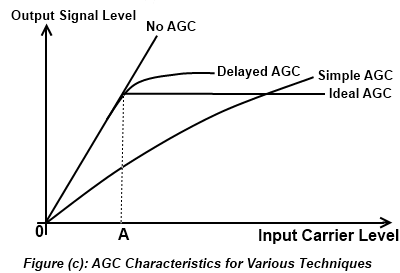 Output Signal Level
No AGC
Delayed AGC
Simple AGC
Ideal AGC
0
A
Input Carrier Level
Figure (c): AGC Characteristics for Various Techniques